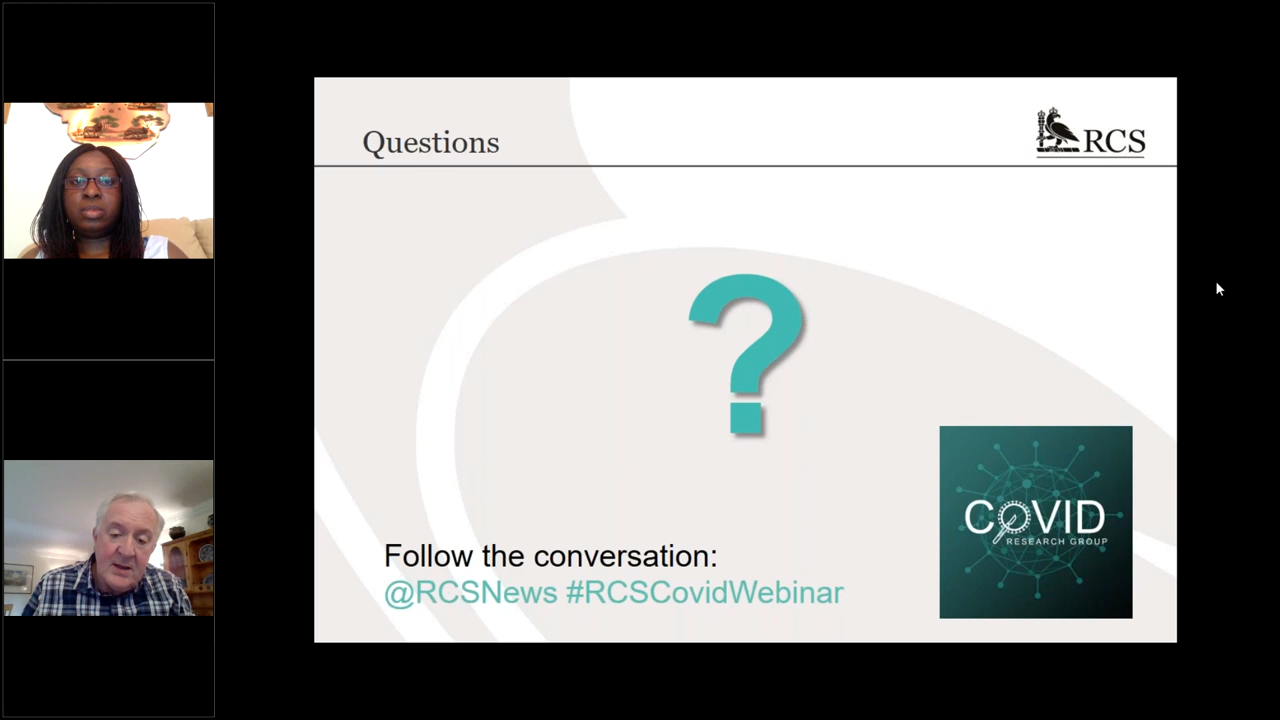 Questions
RCS
?
COVID
RESEARCH GROUP
Follow the conversation:
@RCSNews #RCSCovidWebinar